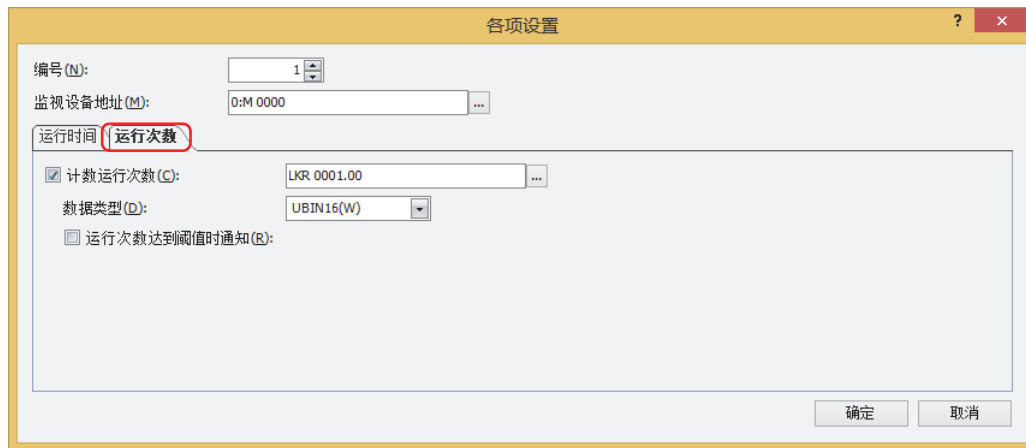 各项设置
? ×
编号(N): 1
监视设备地址(M): 0:M 0000 ...
运行时间 运行次数
计数运行次数(C): LKR 0001.00 ...
数据类型(D): UBIN16(W)
运行次数达到阈值时通知(R):
确定 取消